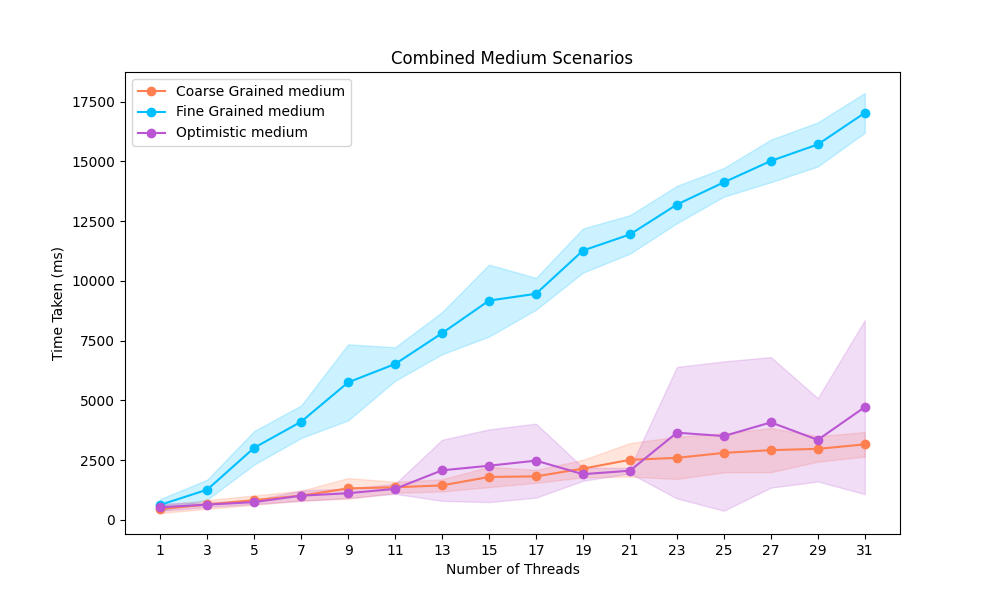 Combined Medium Scenarios
Coarse Grained medium
Fine Grained medium
Optimistic medium
17500
15000
12500
10000
7500
5000
2500
0
Time Taken (ms)
1 3 5 7 9 11 13 15 17 19 21 23 25 27 29 31
Number of Threads